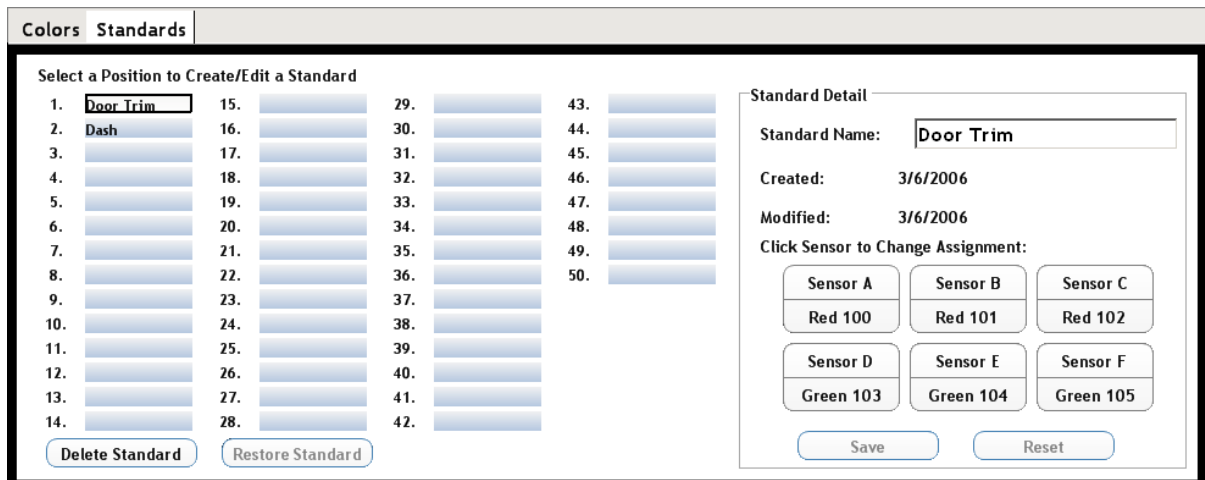 Colors Standards
Select a Position to Create/Edit a Standard
1. Door Trim 15. 29. 43.
2. Dash 16. 30. 44.
3. 17. 31. 45.
4. 18. 32. 46.
5. 19. 33. 47.
6. 20. 34. 48.
7. 21. 35. 49.
8. 22. 36. 50.
9. 23. 37.
10. 24. 38.
11. 25. 39.
12. 26. 40.
13. 27. 41.
14. 28. 42.
Delete Standard Restore Standard
Standard Detail
Standard Name: Door Trim
Created: 3/6/2006
Modified: 3/6/2006
Click Sensor to Change Assignment:
Sensor A Sensor B Sensor C
Red 100 Red 101 Red 102
Sensor D Sensor E Sensor F
Green 103 Green 104 Green 105
Save Reset